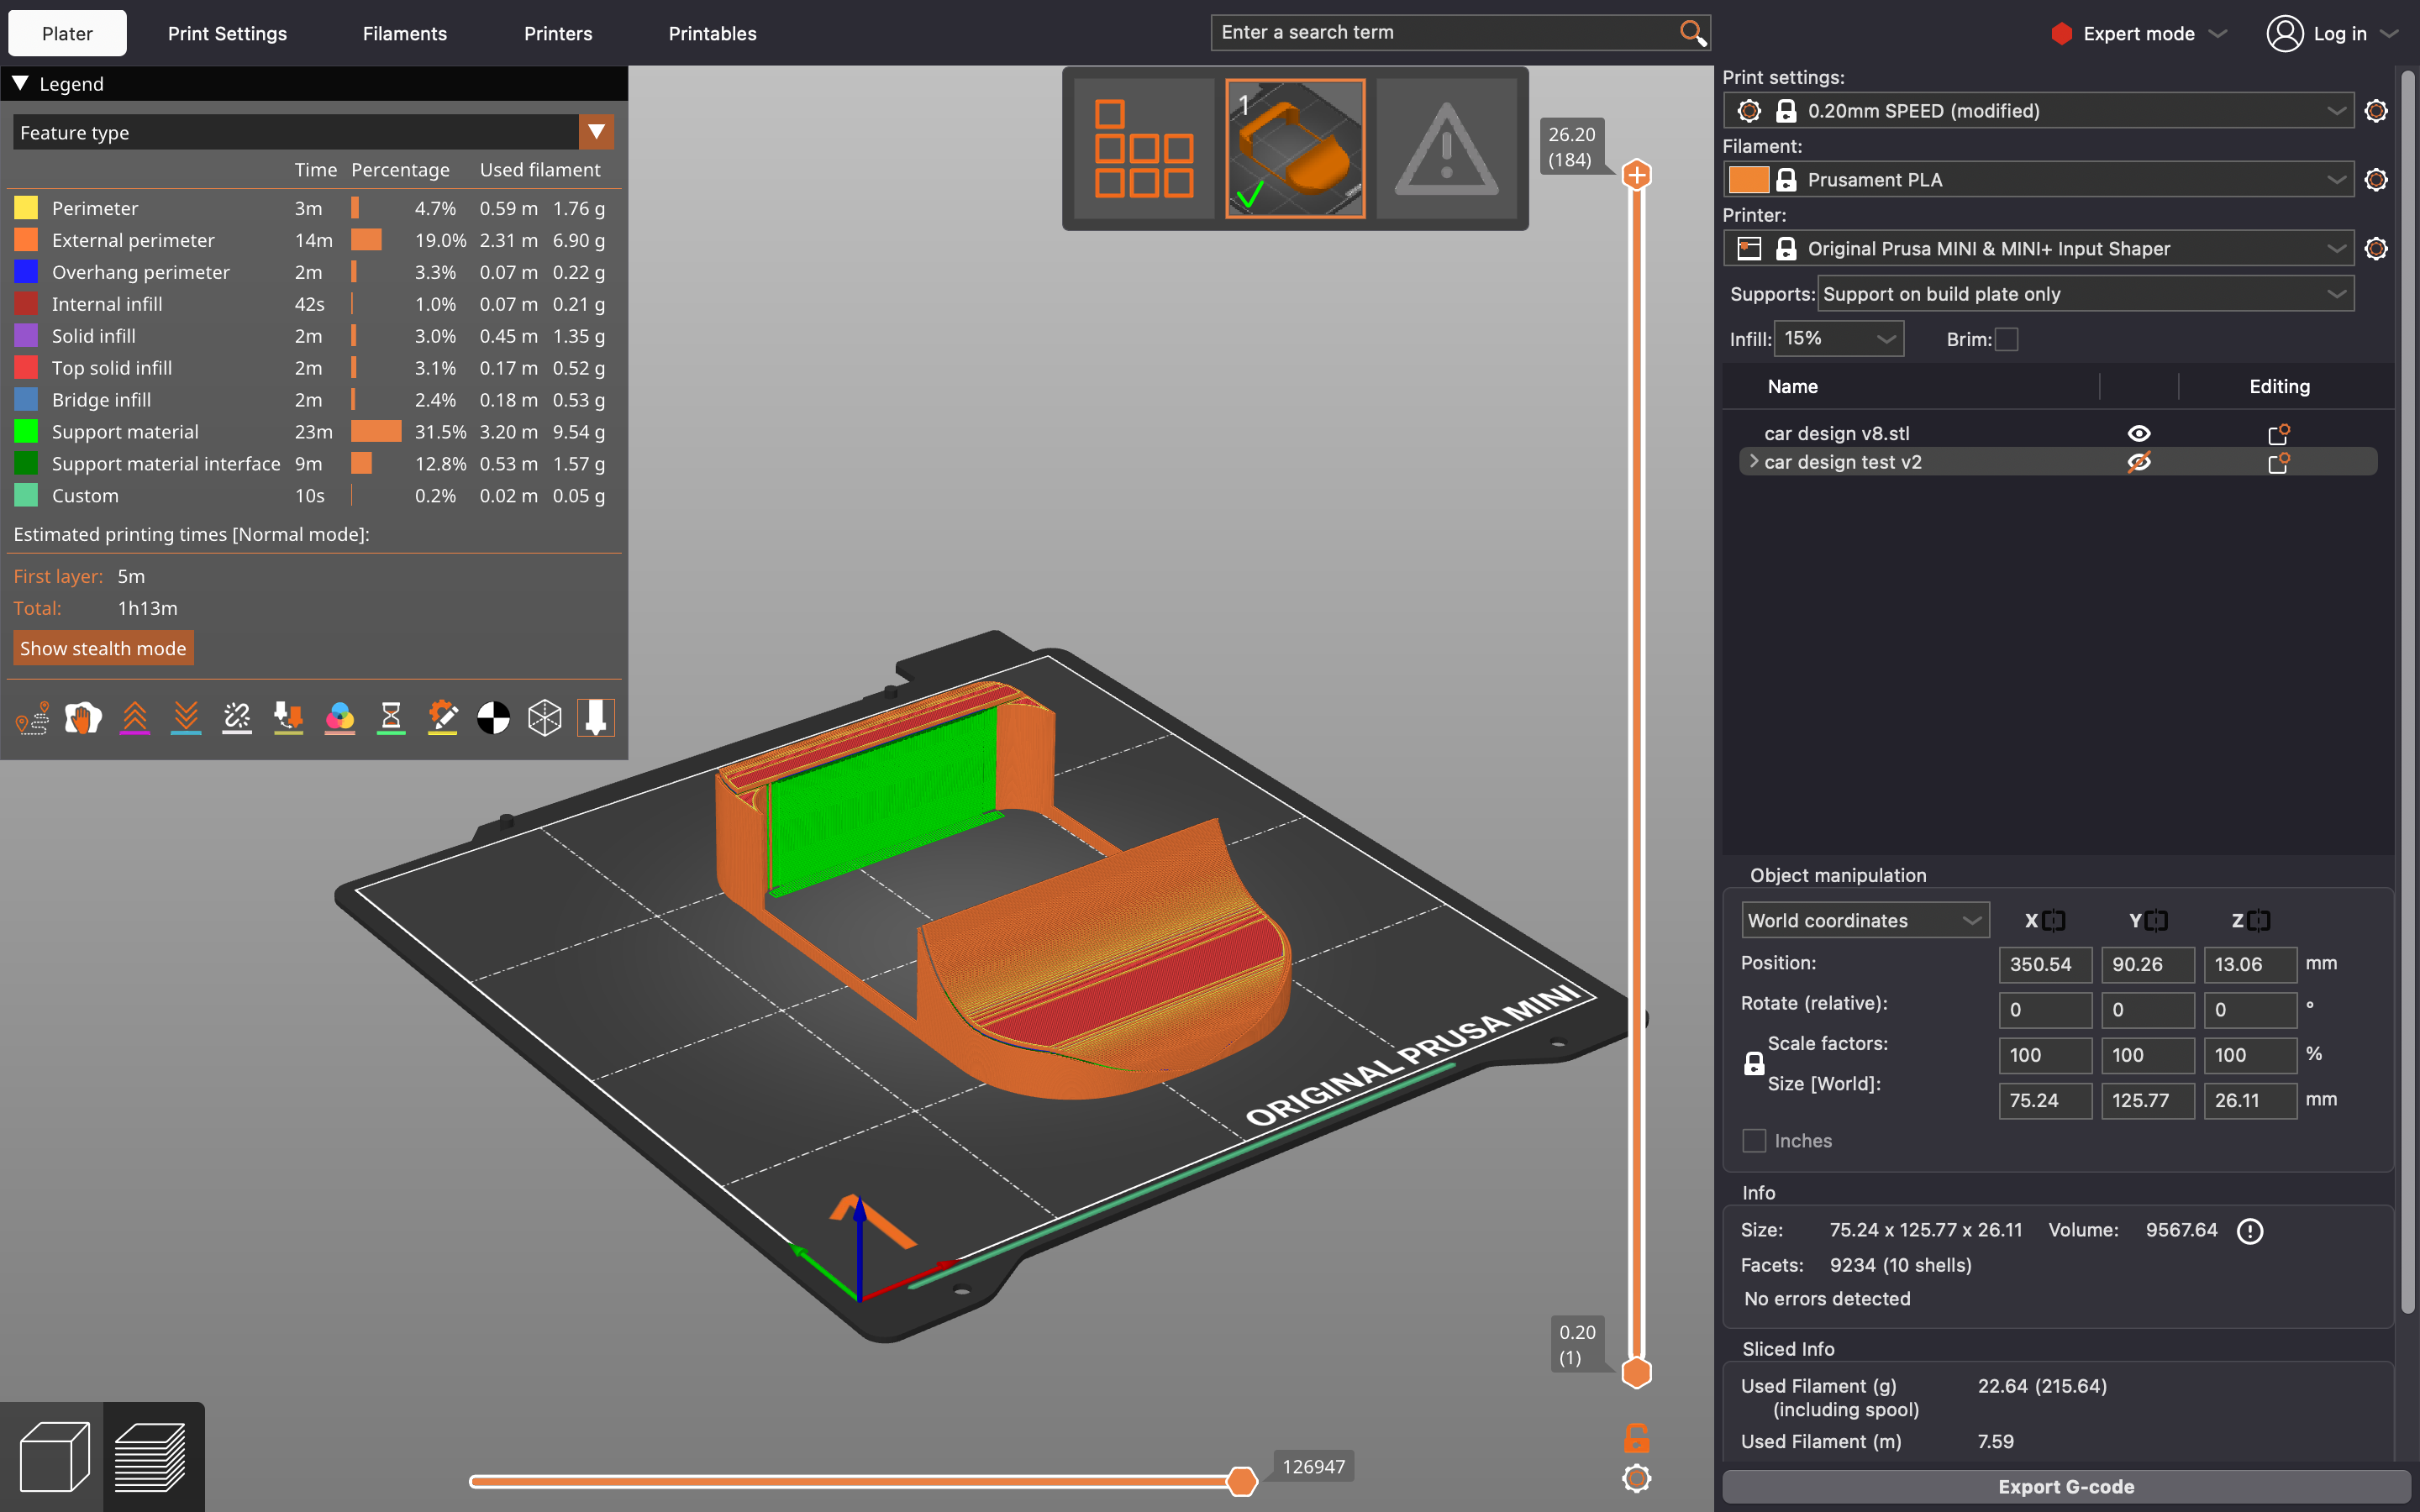 Plater Print Settings Filaments Printers Printables Enter a search term Expert mode Log in
Legend
Feature type
Time Percentage Used filament
Perimeter 3m 4.7% 0.59 m 1.76 g
External perimeter 14m 19.0% 2.31 m 6.90 g
Overhang perimeter 2m 3.3% 0.07 m 0.22 g
Internal infill 42s 1.0% 0.07 m 0.21 g
Solid infill 2m 3.0% 0.45 m 1.35 g
Top solid infill 2m 3.1% 0.17 m 0.52 g
Bridge infill 2m 2.4% 0.18 m 0.53 g
Support material 23m 31.5% 3.20 m 9.54 g
Support material interface 9m 12.8% 0.53 m 1.57 g
Custom 10s 0.2% 0.02 m 0.05 g
Estimated printing times [Normal mode]:
First layer: 5m
Total: 1h13m
Show stealth mode
1
26.20
(184)
ORIGINAL PRUSA MINI
1
0.20
(1)
126947
Print settings:
0.20mm SPEED (modified)
Filament:
Prusament PLA
Printer:
Original Prusa MINI & MINI+ Input Shaper
Supports: Support on build plate only
Infill: 15% Brim:
Name Editing
car design v8.stl
car design test v2
Object manipulation
World coordinates X Y Z
Position: 350.54 90.26 13.06 mm
Rotate (relative): 0 0 0 °
Scale factors: 100 100 100 %
Size [World]: 75.24 125.77 26.11 mm
Inches
Info
Size: 75.24 x 125.77 x 26.11 Volume: 9567.64
Facets: 9234 (10 shells)
No errors detected
Sliced Info
Used Filament (g) 22.64 (215.64)
(including spool)
Used Filament (m) 7.59
Export G-code